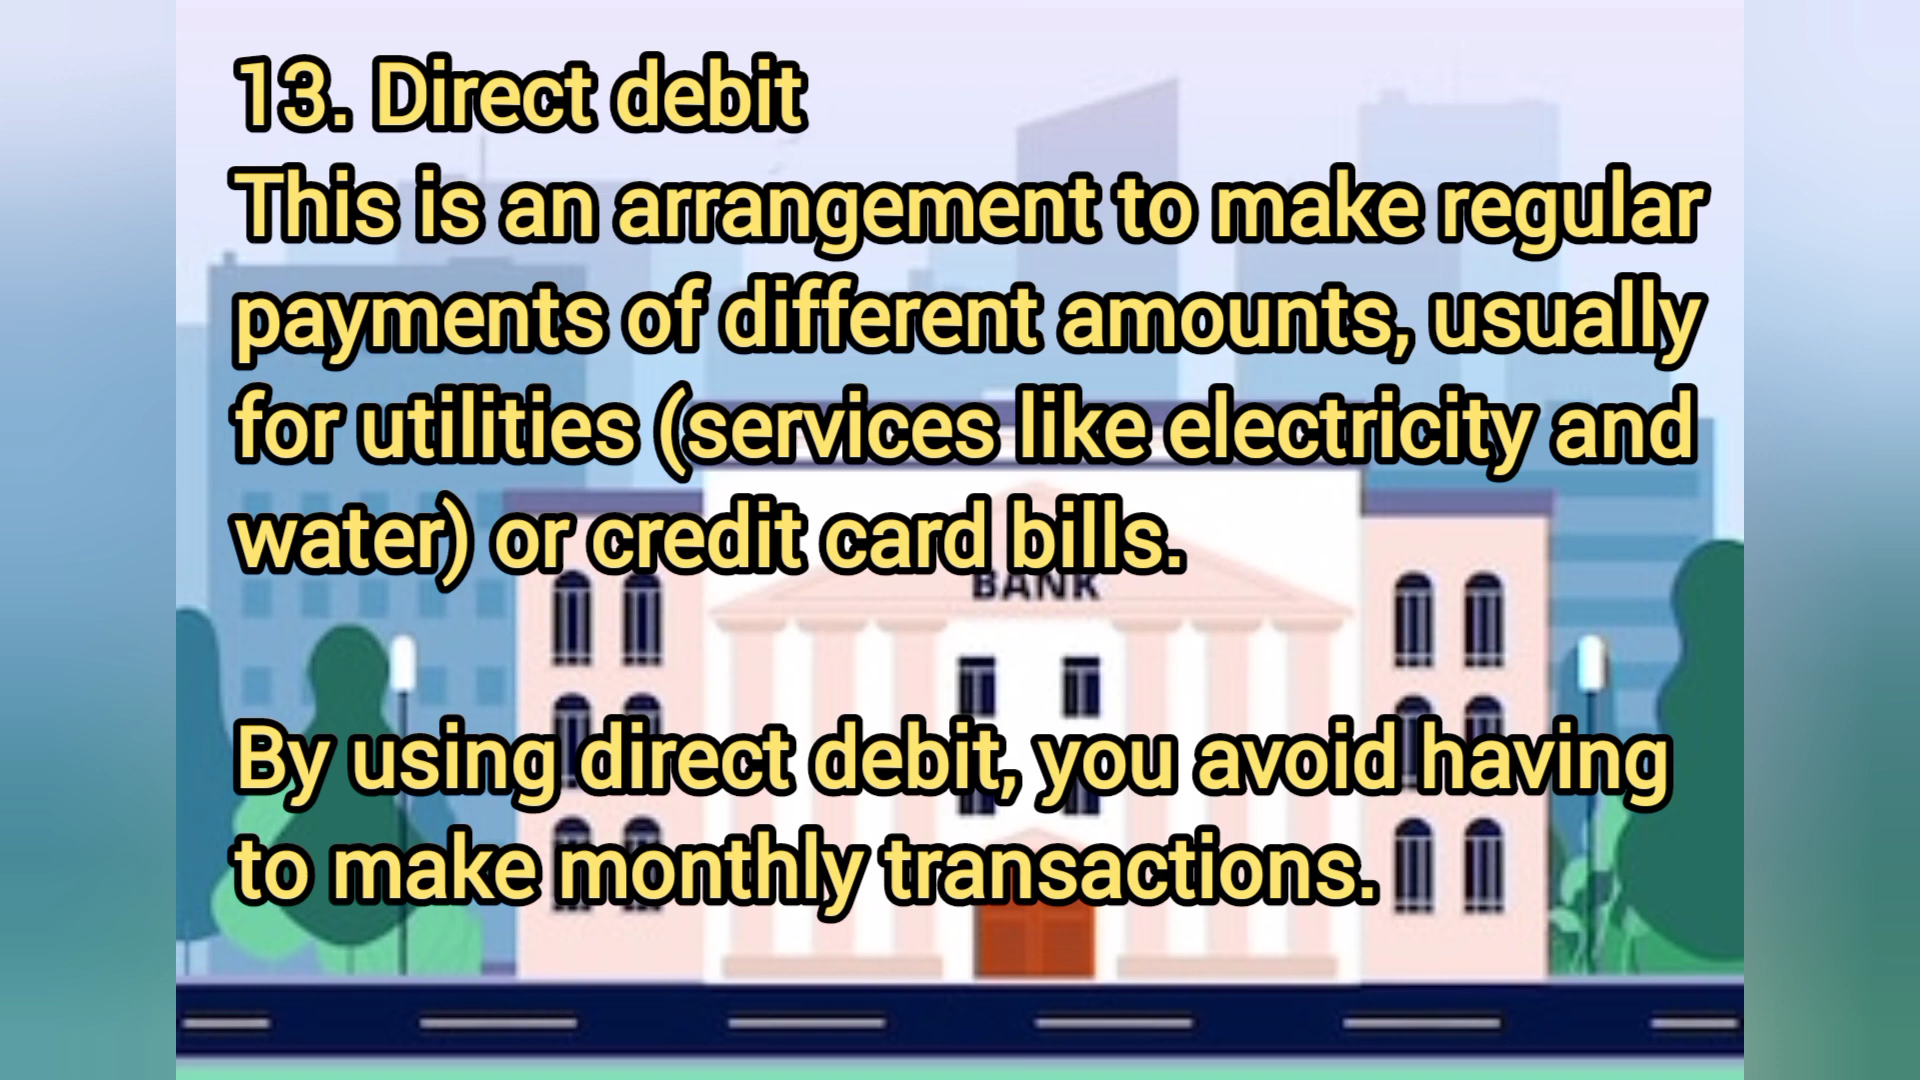 13. Direct debit
This is an arrangement to make regular
payments of different amounts, usually
for utilities (services like electricity and
water) or credit card bills.
BANK
By using direct debit, you avoid having
to make monthly transactions.